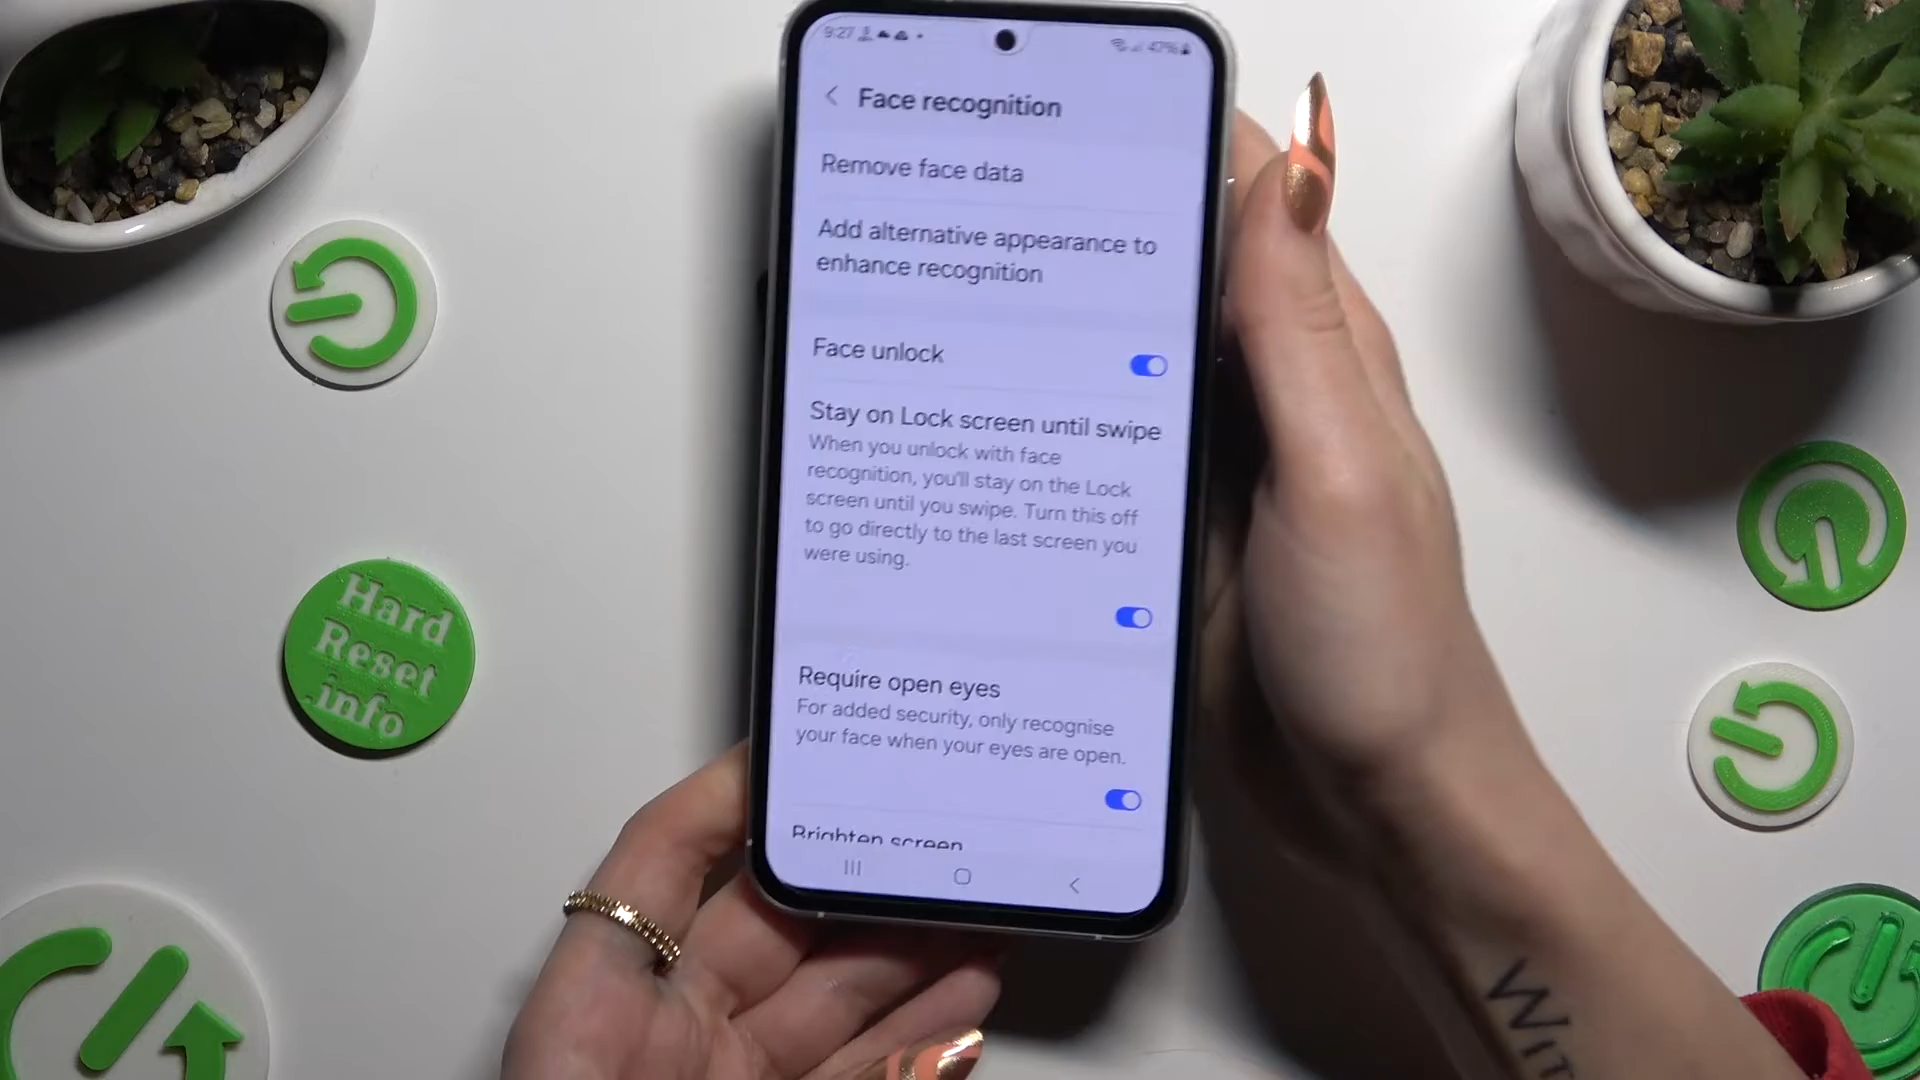 9:27
47%
Face recognition
Remove face data
Add alternative appearance to
enhance recognition
Face unlock
Stay on Lock screen until swipe
When you unlock with face
recognition, you'll stay on the Lock
screen until you swipe. Turn this off
to go directly to the last screen you
were using.
Require open eyes
For added security, only recognise
your face when your eyes are open.
Brighten screen
Hard
Reset
.info